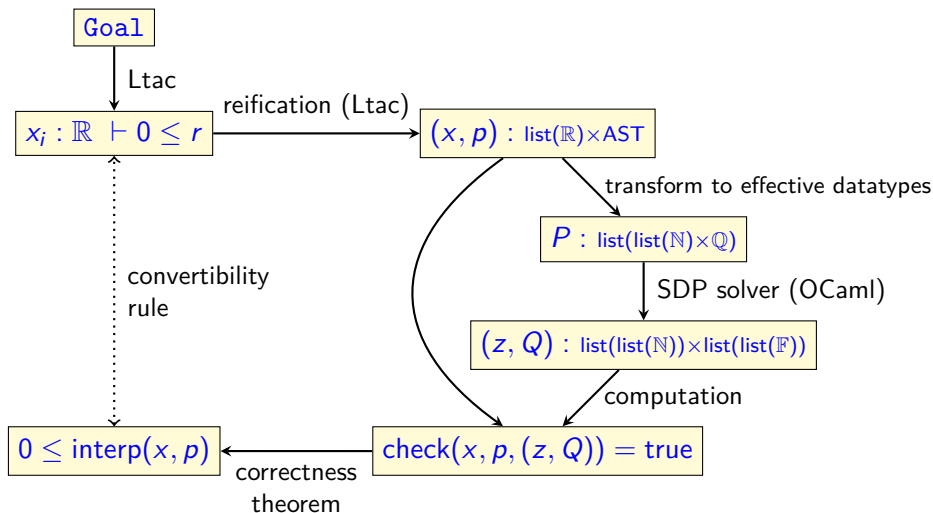 Goal
Ltac
reification (Ltac)
xᵢ : ℝ ⊢ 0 ≤ r
(x, p) : list(ℝ)×AST
transform to effective datatypes
P : list(list(ℕ)×ℚ)
convertibility
rule
SDP solver (OCaml)
(z, Q) : list(list(ℕ))×list(list(𝔽))
computation
0 ≤ interp(x, p)
check(x, p, (z, Q)) = true
correctness
theorem